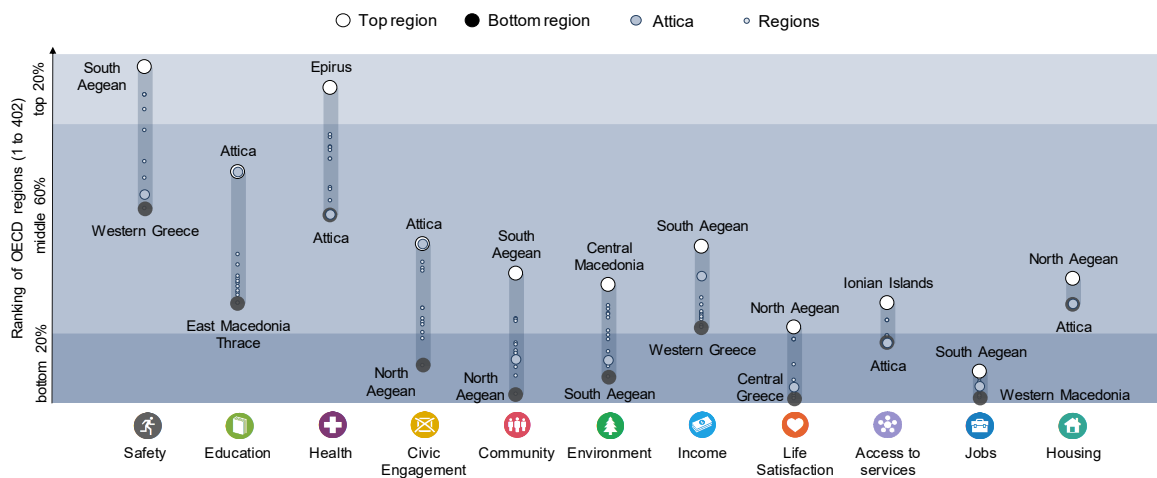 Top region
Bottom region
Attica
Regions
Ranking of OECD regions (1 to 402)
top 20%
middle 60%
bottom 20%
South
Aegean
Western Greece
Attica
East Macedonia
Thrace
Epirus
Attica
Attica
North
Aegean
South
Aegean
North
Aegean
Central
Macedonia
South Aegean
South Aegean
Western Greece
North Aegean
Central
Greece
Ionian Islands
Attica
South Aegean
Western Macedonia
North Aegean
Attica
Safety
Education
Health
Civic
Engagement
Community
Environment
Income
Life
Satisfaction
Access to
services
Jobs
Housing